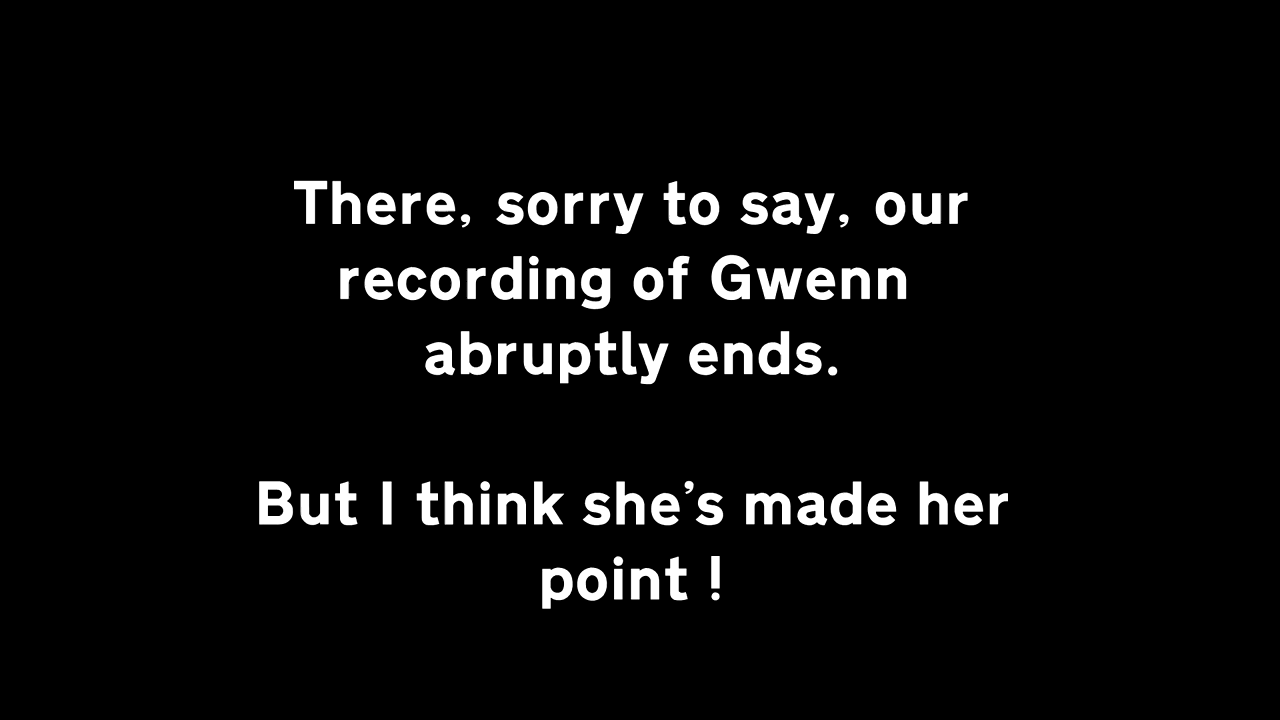 There, sorry to say, our
recording of Gwenn
abruptly ends.
But I think she’s made her
point !